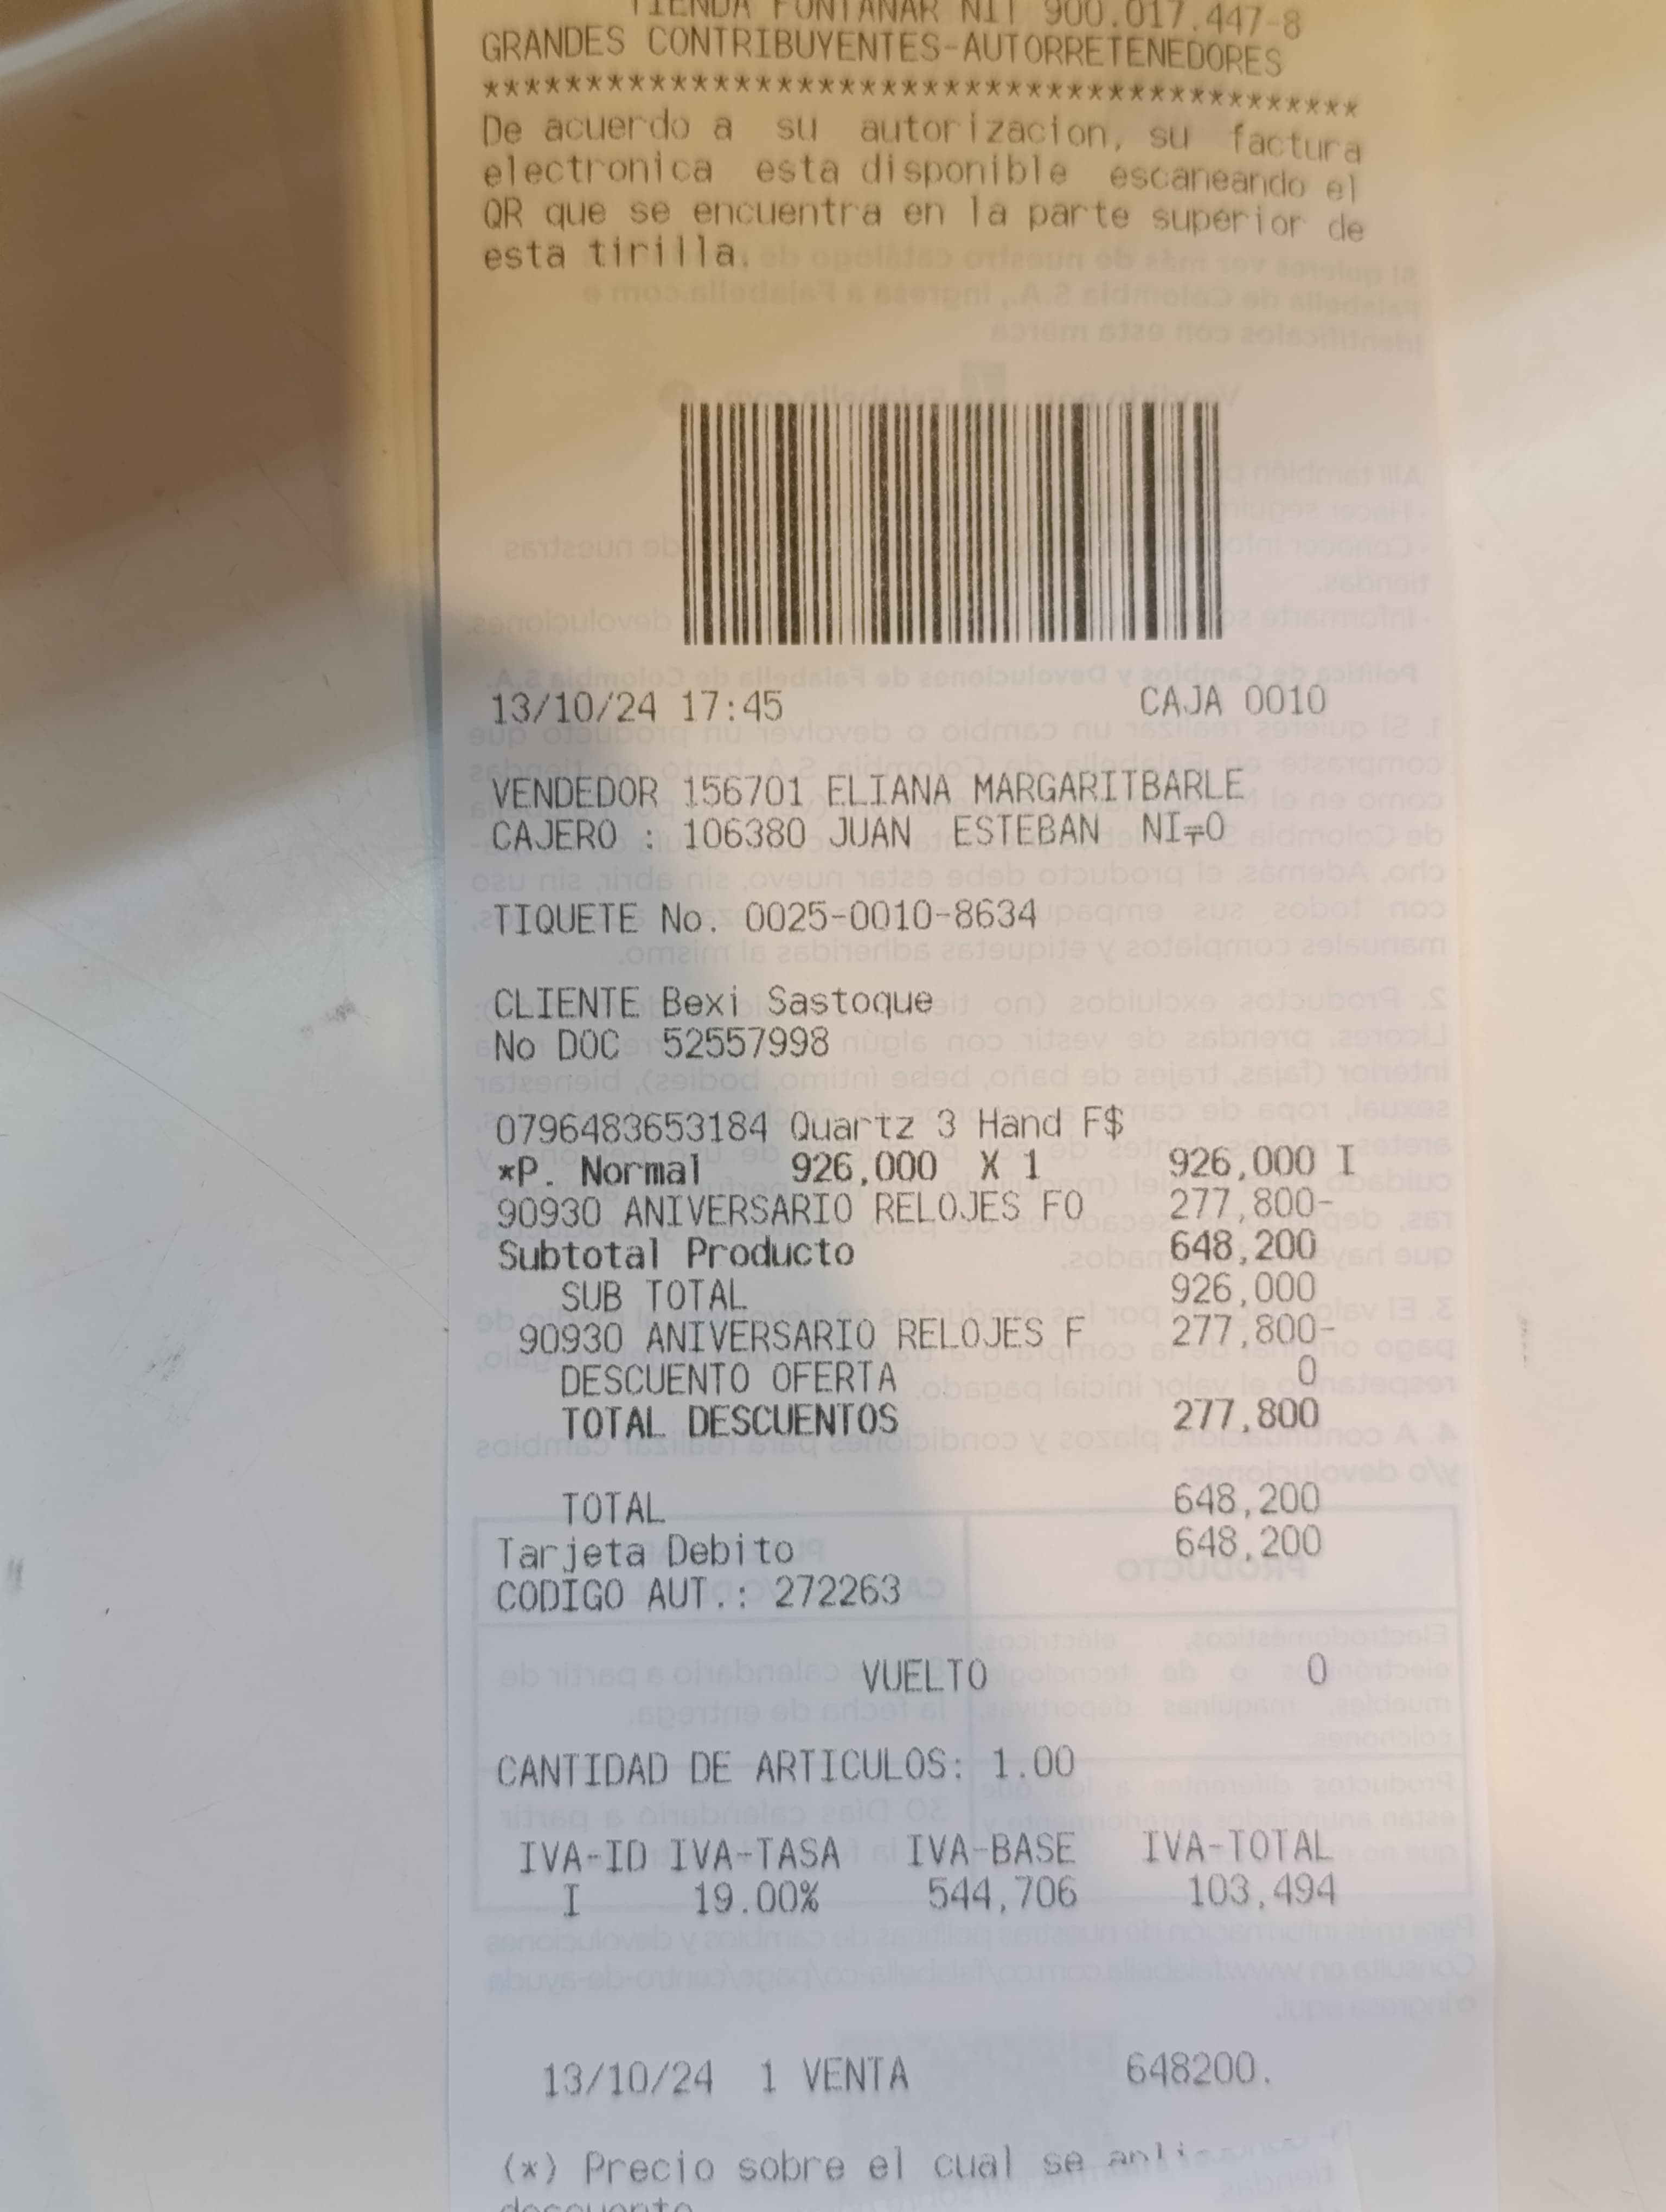 TIENDA FONTANAR NIT 900.017.447-8
GRANDES CONTRIBUYENTES-AUTORRETENEDORES
******************************************
De acuerdo a su autorizacion, su factura
electronica esta disponible escaneando el
QR que se encuentra en la parte superior de
esta tirilla.
13/10/24 17:45 CAJA 0010
VENDEDOR 156701 ELIANA MARGARITBARLE
CAJERO : 106380 JUAN ESTEBAN
TIQUETE No. 0025-0010-8634
CLIENTE Bexi Sastoque
No DOC 52557998
0796483653184 Quartz 3 Hand F$
*P. Normal 926,000 X 1 926,000 I
90930 ANIVERSARIO RELOJES FO 277,800-
Subtotal Producto 648,200
SUB TOTAL 926,000
90930 ANIVERSARIO RELOJES F 277,800-
DESCUENTO OFERTA 0
TOTAL DESCUENTOS 277,800
TOTAL 648,200
Tarjeta Debito 648,200
CODIGO AUT.: 272263
VUELTO 0
CANTIDAD DE ARTICULOS: 1.00
IVA-ID IVA-TASA IVA-BASE IVA-TOTAL
I 19.00% 544,706 103,494
13/10/24 1 VENTA 648200.
(*) Precio sobre el cual se